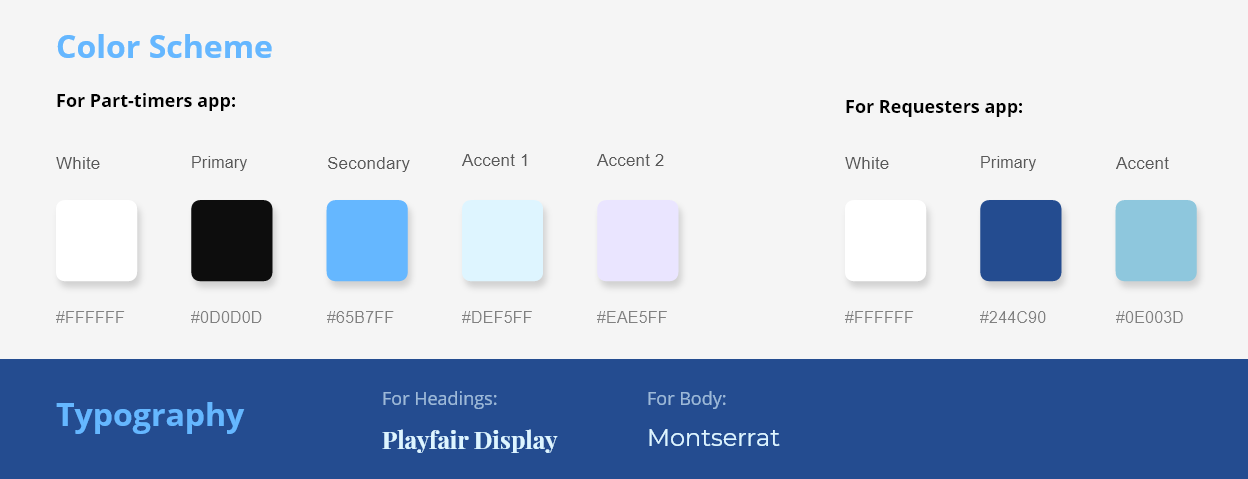 Color Scheme
For Part-timers app:
White Primary Secondary Accent 1 Accent 2
#FFFFFF #0D0D0D #65B7FF #DEF5FF #EAE5FF
For Requesters app:
White Primary Accent
#FFFFFF #244C90 #0E003D
Typography
For Headings:
Playfair Display
For Body:
Montserrat